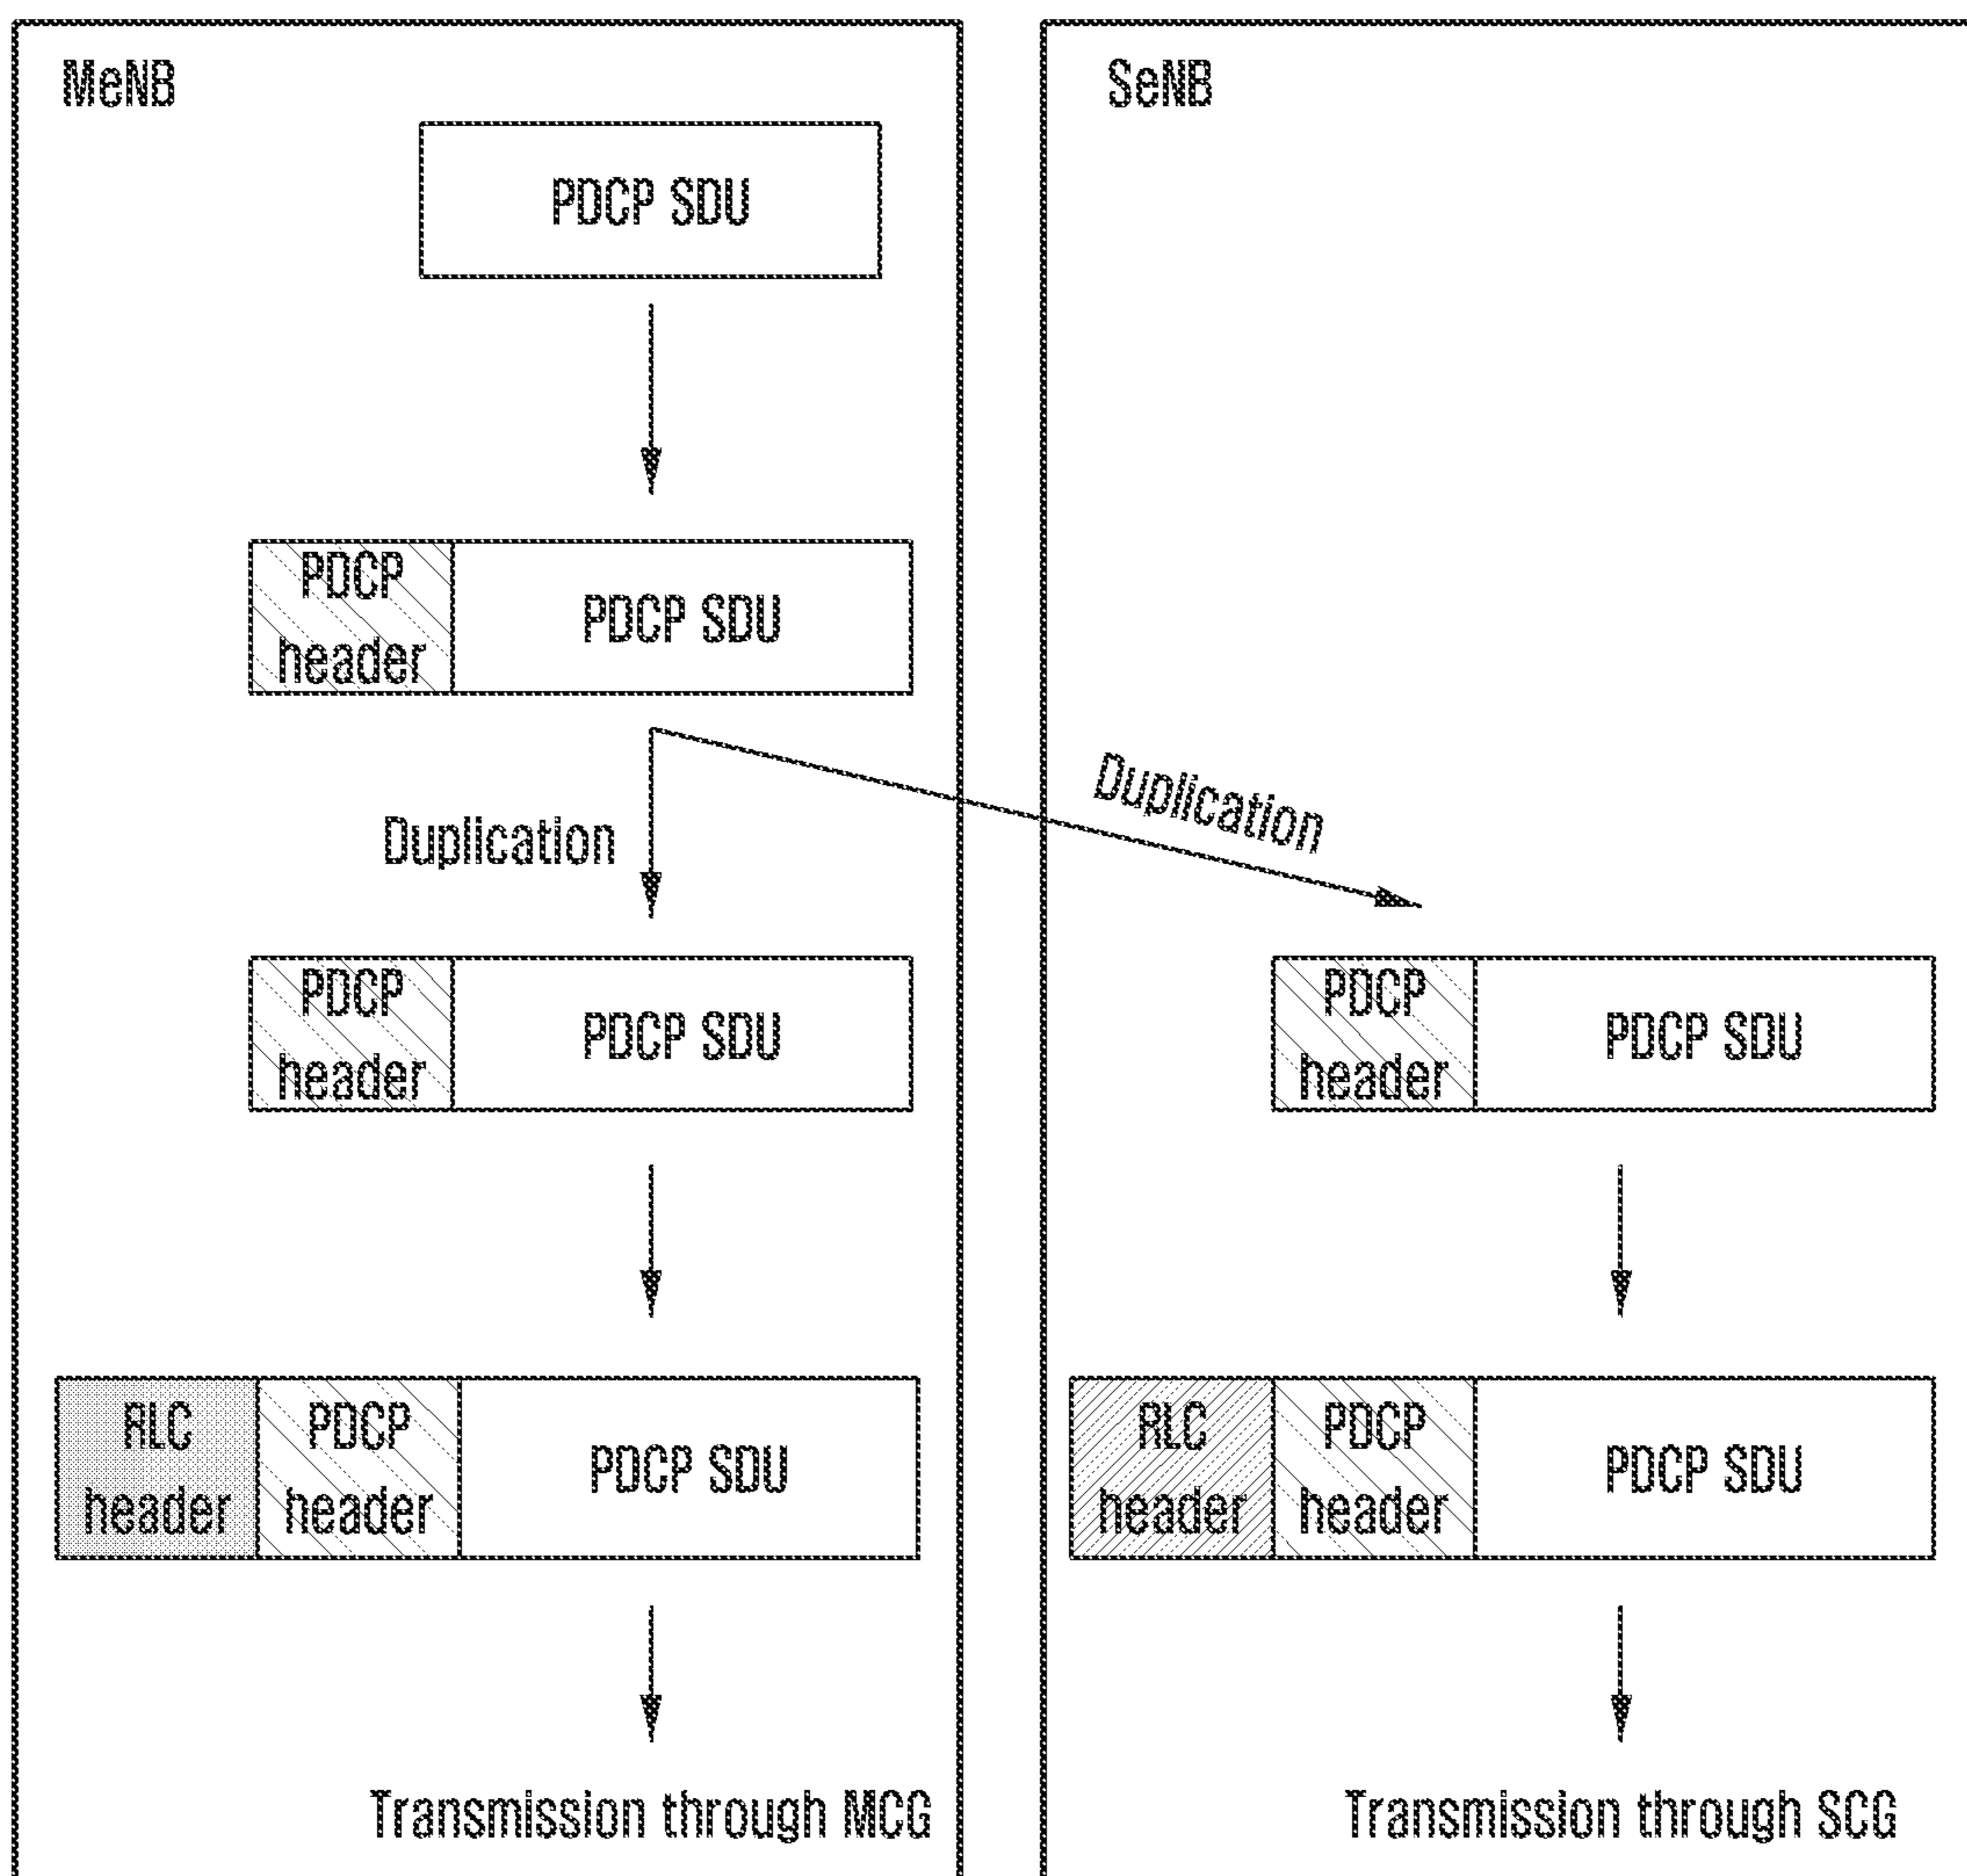 MeNB
SeNB
PDCP SDU
PDCP
header
PDCP SDU
Duplication
Duplication
PDCP
header
PDCP SDU
PDCP
header
PDCP SDU
RLC
header
PDCP
header
PDCP SDU
RLC
header
PDCP
header
PDCP SDU
Transmission through MCG
Transmission through SCG